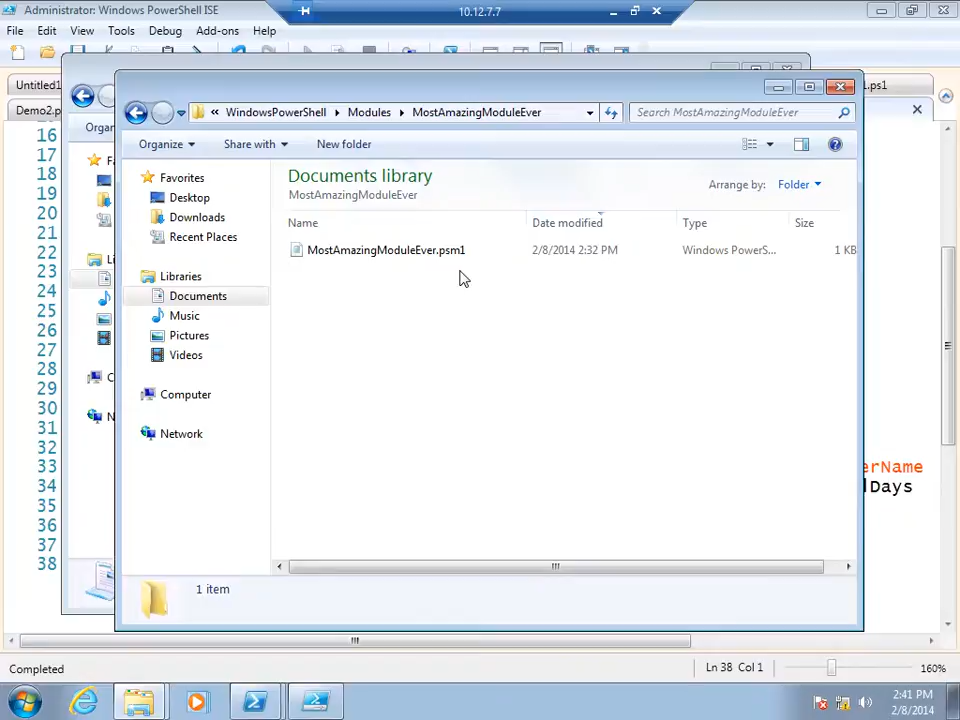 Administrator: Windows PowerShell ISE
10.12.7.7
File Edit View Tools Debug Add-ons Help
Untitled1
.ps1
Demo2.p
WindowsPowerShell Modules MostAmazingModuleEver
Search MostAmazingModuleEver
Organize Share with New folder
Documents library
MostAmazingModuleEver
Arrange by: Folder
Name Date modified Type Size
MostAmazingModuleEver.psm1 2/8/2014 2:32 PM Windows PowerS... 1 KB
Favorites
Desktop
Downloads
Recent Places
Libraries
Documents
Music
Pictures
Videos
Computer
Network
1 item
Organ
16
17
18
19
20
21
22
23
24
25
26
27
28
29
30
31
32
33
34
35
36
37
38
erName
Days
Completed
Ln 38 Col 1
160%
2:41 PM
2/8/2014